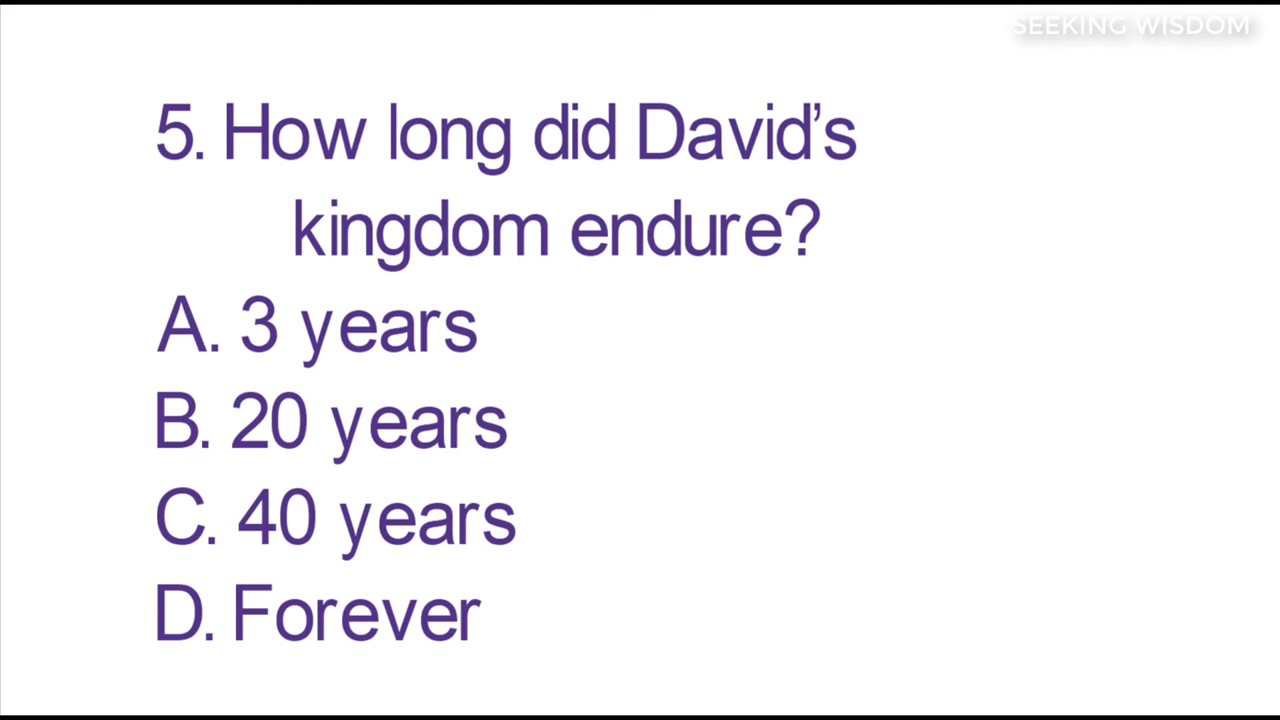 SEEKING WISDOM
5. How long did David’s
kingdom endure?
A. 3 years
B. 20 years
C. 40 years
D. Forever